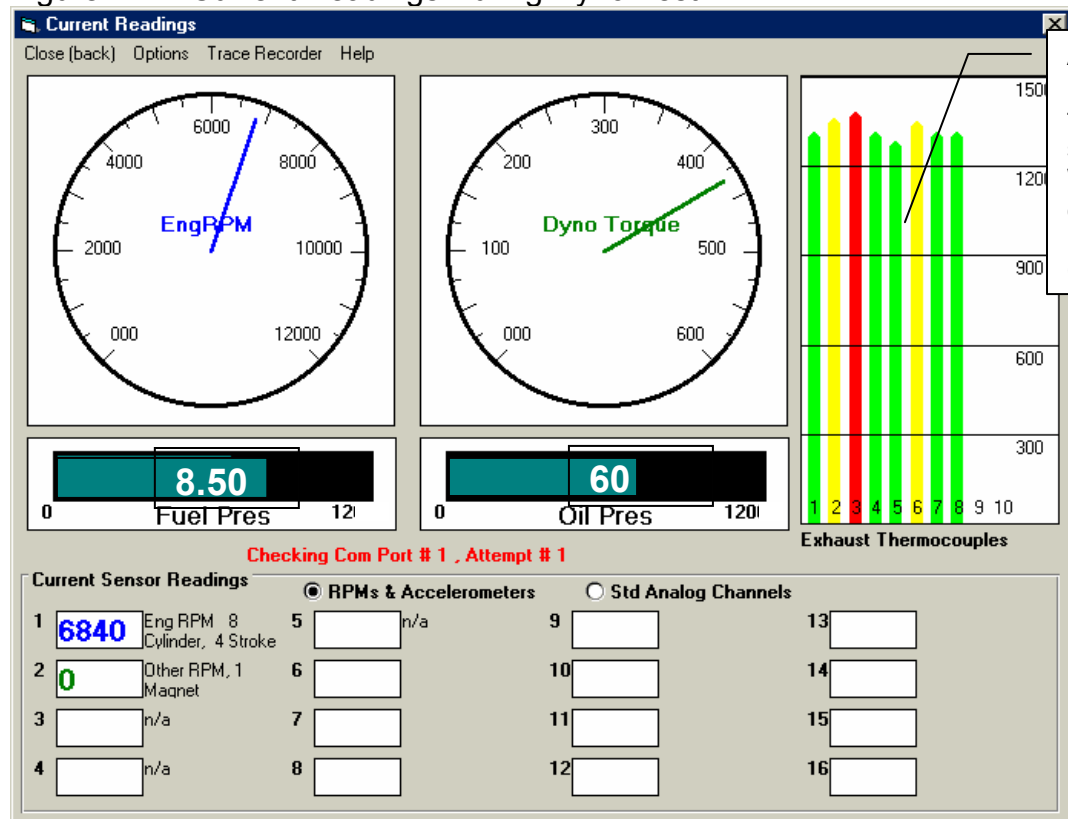 Current Readings
Close (back) Options Trace Recorder Help
6000
4000
8000
EngRPM
2000
10000
000
12000
300
200
400
Dyno Torque
100
500
000
600
1500
1200
900
600
300
1 2 3 4 5 6 7 8 9 10
Exhaust Thermocouples
8.50
0 Fuel Pres
60
0 Oil Pres 120
Checking Com Port # 1 , Attempt # 1
Current Sensor Readings
RPMs & Accelerometers
Std Analog Channels
1 6840 Eng RPM 8
Cylinder, 4 Stroke
5 n/a
9
13
2 0 Other RPM, 1
Magnet
6
10
14
3 n/a
7
11
15
4 n/a
8
12
16